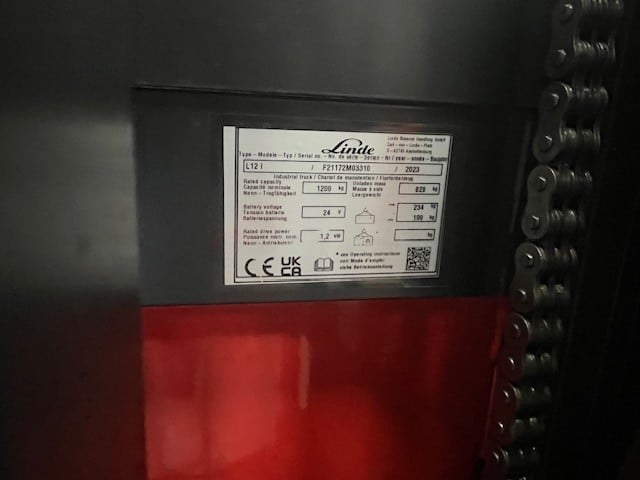 Linde
Linde Material Handling GmbH
Carl - von - Linde - Platz
D - 63743 Aschaffenburg
Type - Modele - Typ / Serial no. - No. de série - Serien - Nr / year - année - Baujahr
L12 i / F21172M03310 / 2023
Industrial truck / Chariot de manutention / Flurförderzeug
Rated capacity
Capacité nominale
Nenn - Tragfähigkeit
1200 kg
Unladen mass
Masse à vide
Leergewicht
829 kg
Battery voltage
Tension batterie
Batteriespannung
24 V
234 kg
190 kg
Rated drive power
Puissance motr. nom.
Nenn - Antriebsleistung
1,2 kW
kg
CE UKCA
* see Operating instructions
voir Mode d'emploi
siehe Betriebsanleitung